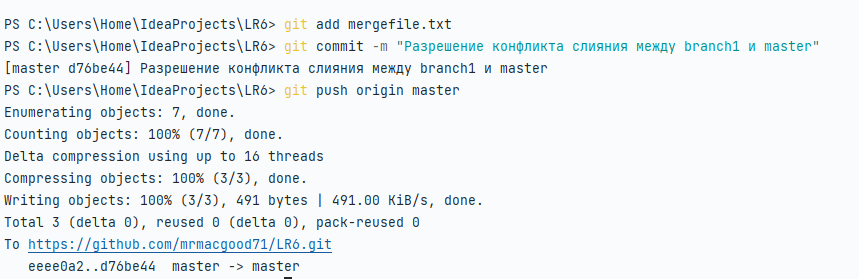 PS C:\Users\Home\IdeaProjects\LR6> git add mergefile.txt
PS C:\Users\Home\IdeaProjects\LR6> git commit -m "Разрешение конфликта слияния между branch1 и master"
[master d76be44] Разрешение конфликта слияния между branch1 и master
PS C:\Users\Home\IdeaProjects\LR6> git push origin master
Enumerating objects: 7, done.
Counting objects: 100% (7/7), done.
Delta compression using up to 16 threads
Compressing objects: 100% (3/3), done.
Writing objects: 100% (3/3), 491 bytes | 491.00 KiB/s, done.
Total 3 (delta 0), reused 0 (delta 0), pack-reused 0
To https://github.com/mrmacgood71/LR6.git
   eeee0a2..d76be44  master -> master